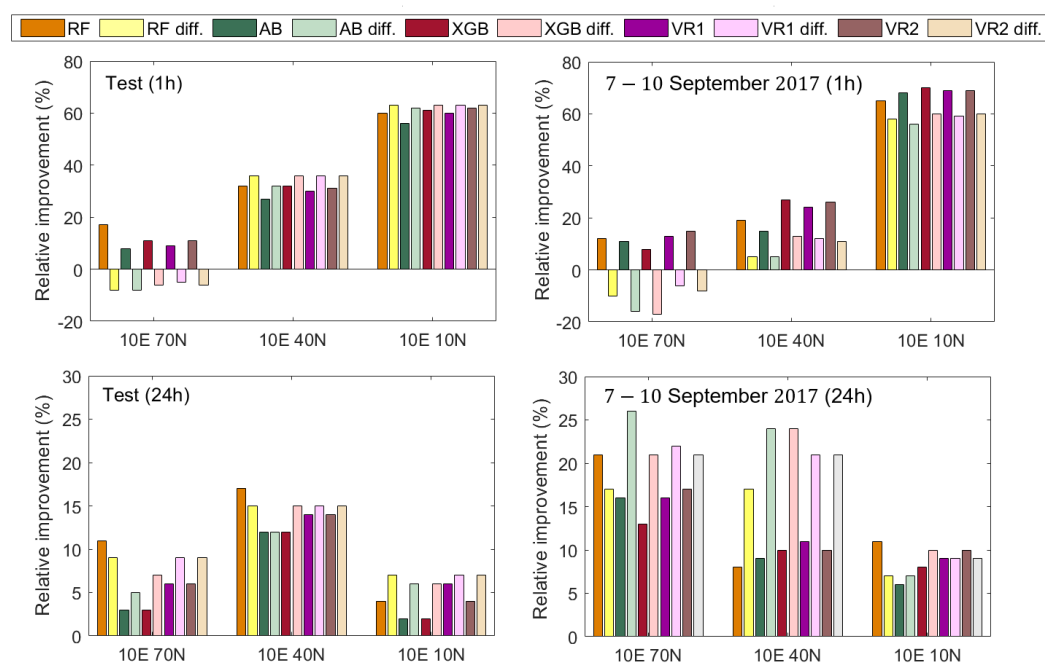 RF RF diff. AB AB diff. XGB XGB diff. VR1 VR1 diff. VR2 VR2 diff.
Test (1h)
Relative improvement (%)
80
60
40
20
0
-20
10E 70N 10E 40N 10E 10N
7 − 10 September 2017 (1h)
Relative improvement (%)
80
60
40
20
0
-20
10E 70N 10E 40N 10E 10N
Test (24h)
Relative improvement (%)
30
25
20
15
10
5
0
10E 70N 10E 40N 10E 10N
7 − 10 September 2017 (24h)
Relative improvement (%)
30
25
20
15
10
5
0
10E 70N 10E 40N 10E 10N